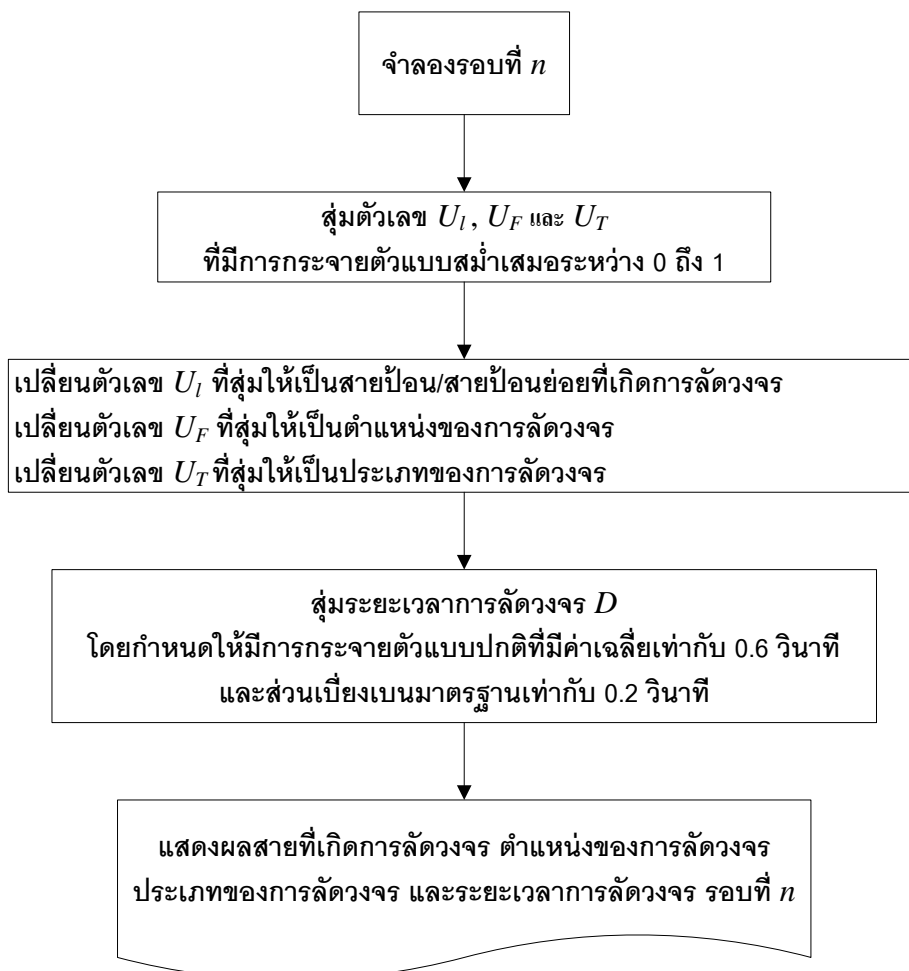 จำลองรอบที่ n
สุ่มตัวเลข U_l, U_F และ U_T
ที่มีการกระจายตัวแบบสม่ำเสมอระหว่าง 0 ถึง 1
เปลี่ยนตัวเลข U_l ที่สุ่มให้เป็นสายป้อน/สายป้อนย่อยที่เกิดการลัดวงจร
เปลี่ยนตัวเลข U_F ที่สุ่มให้เป็นตำแหน่งของการลัดวงจร
เปลี่ยนตัวเลข U_T ที่สุ่มให้เป็นประเภทของการลัดวงจร
สุ่มระยะเวลาการลัดวงจร D
โดยกำหนดให้มีการกระจายตัวแบบปกติที่มีค่าเฉลี่ยเท่ากับ 0.6 วินาที
และส่วนเบี่ยงเบนมาตรฐานเท่ากับ 0.2 วินาที
แสดงผลสายที่เกิดการลัดวงจร ตำแหน่งของการลัดวงจร
ประเภทของการลัดวงจร และระยะเวลาการลัดวงจร รอบที่ n